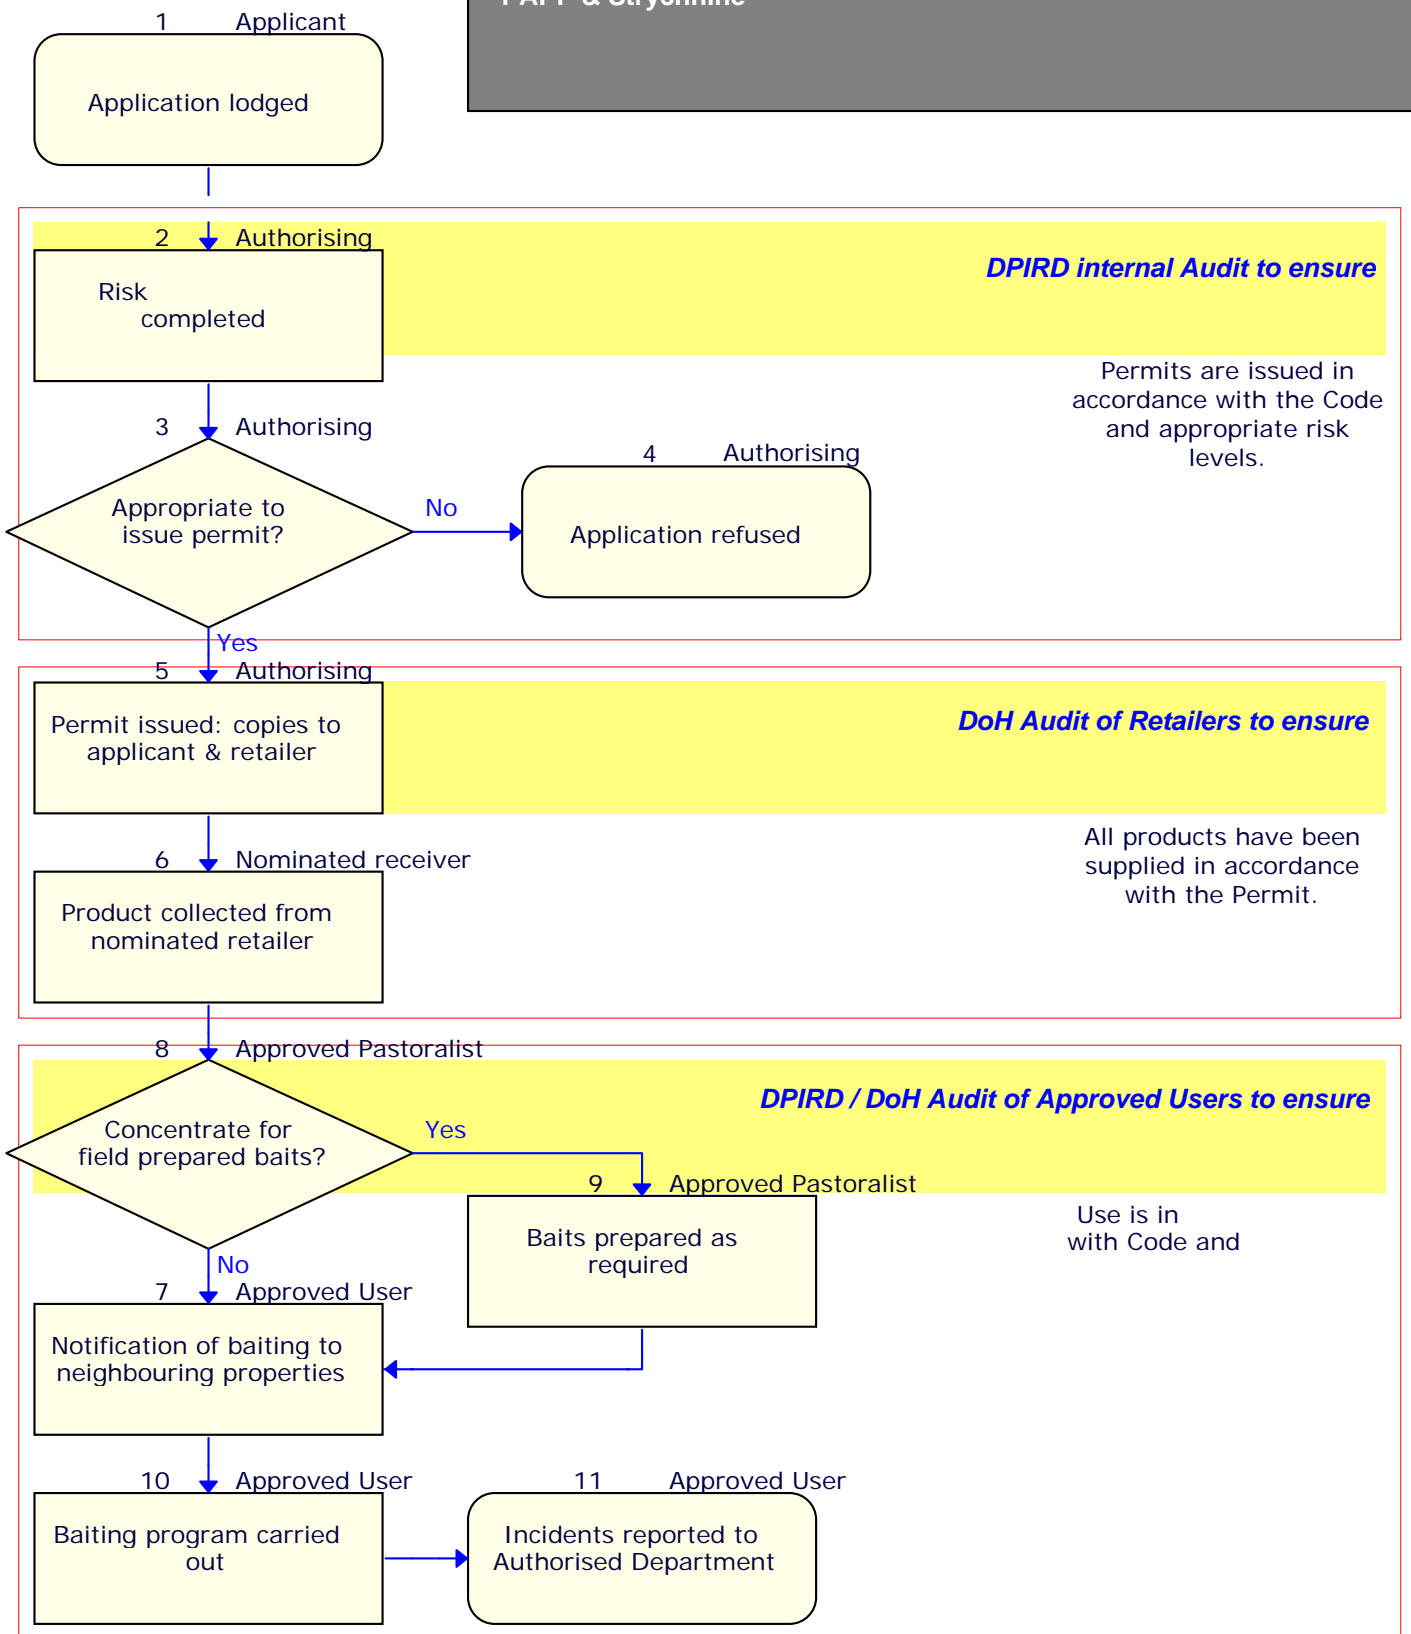 PAPP & Strychnine
1 Applicant
Application lodged
2 Authorising
DPIRD internal Audit to ensure
Risk
completed
Permits are issued in
accordance with the Code
and appropriate risk
levels.
3 Authorising
Appropriate to
issue permit?
No
4 Authorising
Application refused
Yes
5 Authorising
DoH Audit of Retailers to ensure
Permit issued: copies to
applicant & retailer
All products have been
supplied in accordance
with the Permit.
6 Nominated receiver
Product collected from
nominated retailer
8 Approved Pastoralist
DPIRD / DoH Audit of Approved Users to ensure
Concentrate for
field prepared baits?
Yes
9 Approved Pastoralist
Baits prepared as
required
Use is in
with Code and
No
7 Approved User
Notification of baiting to
neighbouring properties
10 Approved User
Baiting program carried
out
11 Approved User
Incidents reported to
Authorised Department